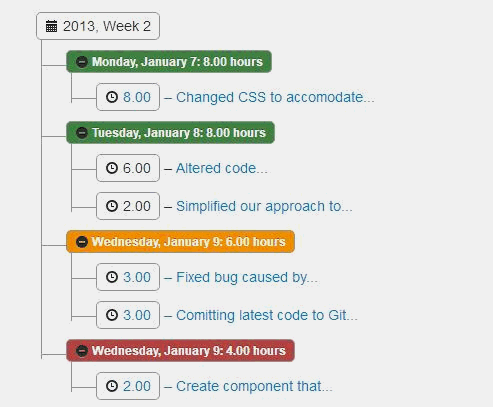 2013, Week 2
Monday, January 7: 8.00 hours
8.00 – Changed CSS to accomodate...
Tuesday, January 8: 8.00 hours
6.00 – Altered code...
2.00 – Simplified our approach to...
Wednesday, January 9: 6.00 hours
3.00 – Fixed bug caused by...
3.00 – Comitting latest code to Git...
Wednesday, January 9: 4.00 hours
2.00 – Create component that...